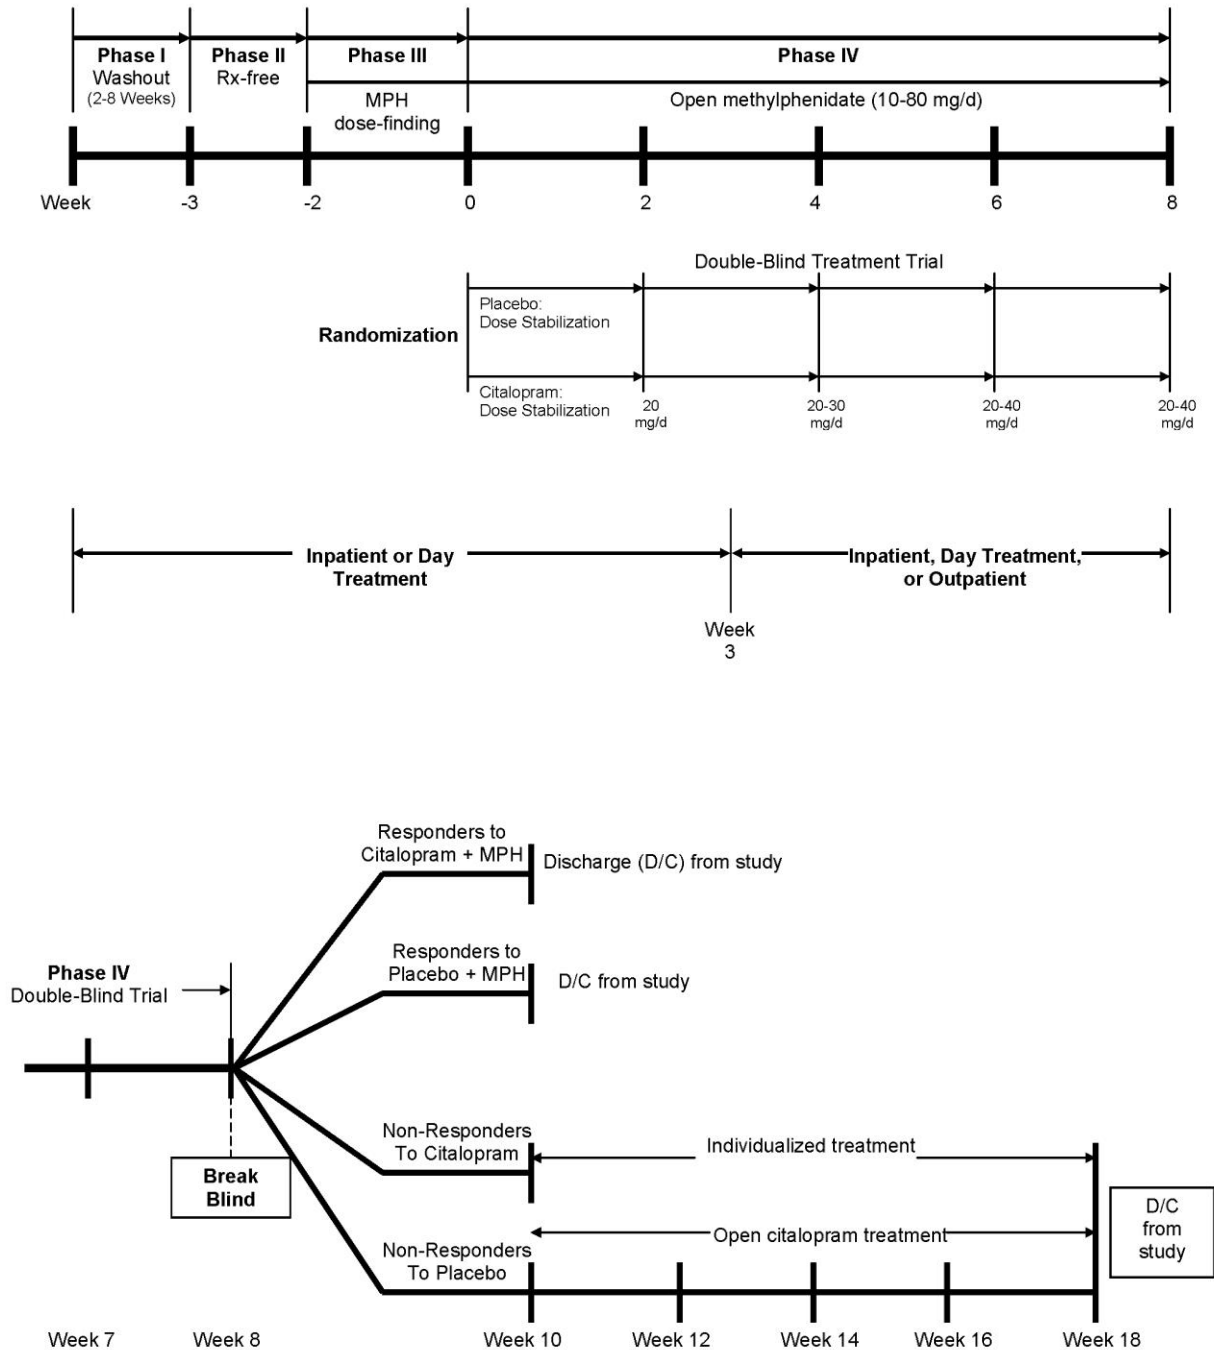 Phase I
Washout
(2-8 Weeks)
Phase II
Rx-free
Phase III
MPH
dose-finding
Phase IV
Open methylphenidate (10-80 mg/d)
Week
-3
-2
0
2
4
6
8
Double-Blind Treatment Trial
Placebo:
Dose Stabilization
Randomization
Citalopram:
Dose Stabilization
20
mg/d
20-30
mg/d
20-40
mg/d
20-40
mg/d
Inpatient or Day
Treatment
Inpatient, Day Treatment,
or Outpatient
Week
3
Responders to
Citalopram + MPH
Discharge (D/C) from study
Responders to
Placebo + MPH
D/C from study
Phase IV
Double-Blind Trial
Break
Blind
Non-Responders
To Citalopram
Individualized treatment
Non-Responders
To Placebo
Open citalopram treatment
D/C
from
study
Week 7
Week 8
Week 10
Week 12
Week 14
Week 16
Week 18